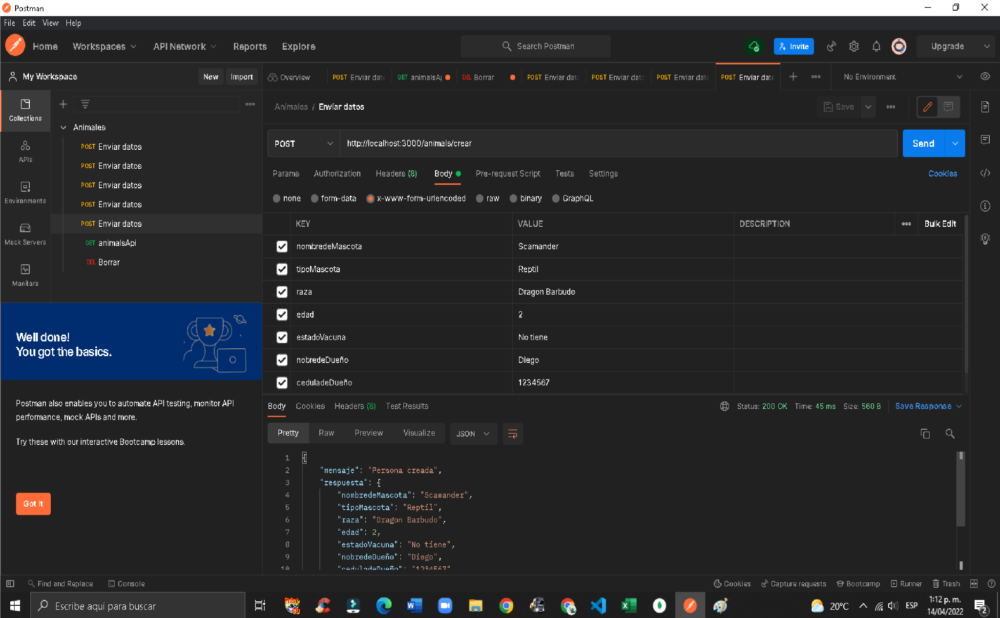 Postman
File Edit View Help
Home Workspaces API Network Reports Explore Search Postman Invite Upgrade
My Workspace New Import
Overview POST Enviar dat GET animalsA DEL Borrar POST Enviar dat POST Enviar dat POST Enviar dat POST Enviar dat No Environment
Collections
APIs
Environments
Mock Servers
Monitors
Animales
POST Enviar datos
POST Enviar datos
POST Enviar datos
POST Enviar datos
POST Enviar datos
GET animalsApi
DEL Borrar
Well done!
You got the basics.
Postman also enables you to automate API testing, monitor API
performance, mock APIs and more.
Try these with our interactive Bootcamp lessons.
Got it
Animales / Enviar datos Save
POST http://localhost:3000/animals/crear Send
Params Authorization Headers (8) Body Pre-request Script Tests Settings Cookies
none form-data x-www-form-urlencoded raw binary GraphQL
KEY VALUE DESCRIPTION Bulk Edit
nombredeMascota Scamander
tipoMascota Reptil
raza Dragon Barbudo
edad 2
estadoVacuna No tiene
nobredeDueño Diego
ceduladeDueño 1234567
Body Cookies Headers (8) Test Results Status: 200 OK Time: 45 ms Size: 560 B Save Response
Pretty Raw Preview Visualize JSON
1 {
2 "mensaje": "Persona creada",
3 "respuesta": {
4 "nombredeMascota": "Scamander",
5 "tipoMascota": "Reptil",
6 "raza": "Dragon Barbudo",
7 "edad": 2,
8 "estadoVacuna": "No tiene",
9 "nobredeDueño": "Diego",
10 "ceduladeDueño": "1234567"
Find and Replace Console Cookies Capture requests Bootcamp Runner Trash
Escribe aquí para buscar 20°C ESP 1:12 p. m.
14/04/2022 2